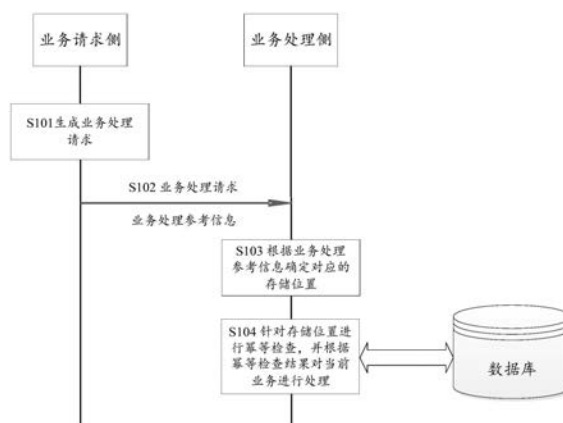 业务请求侧
业务处理侧
S101生成业务处理
请求
S102 业务处理请求
业务处理参考信息
S103 根据业务处理
参考信息确定对应的
存储位置
S104 针对存储位置进
行幂等检查，并根据
幂等检查结果对当前
业务进行处理
数据库